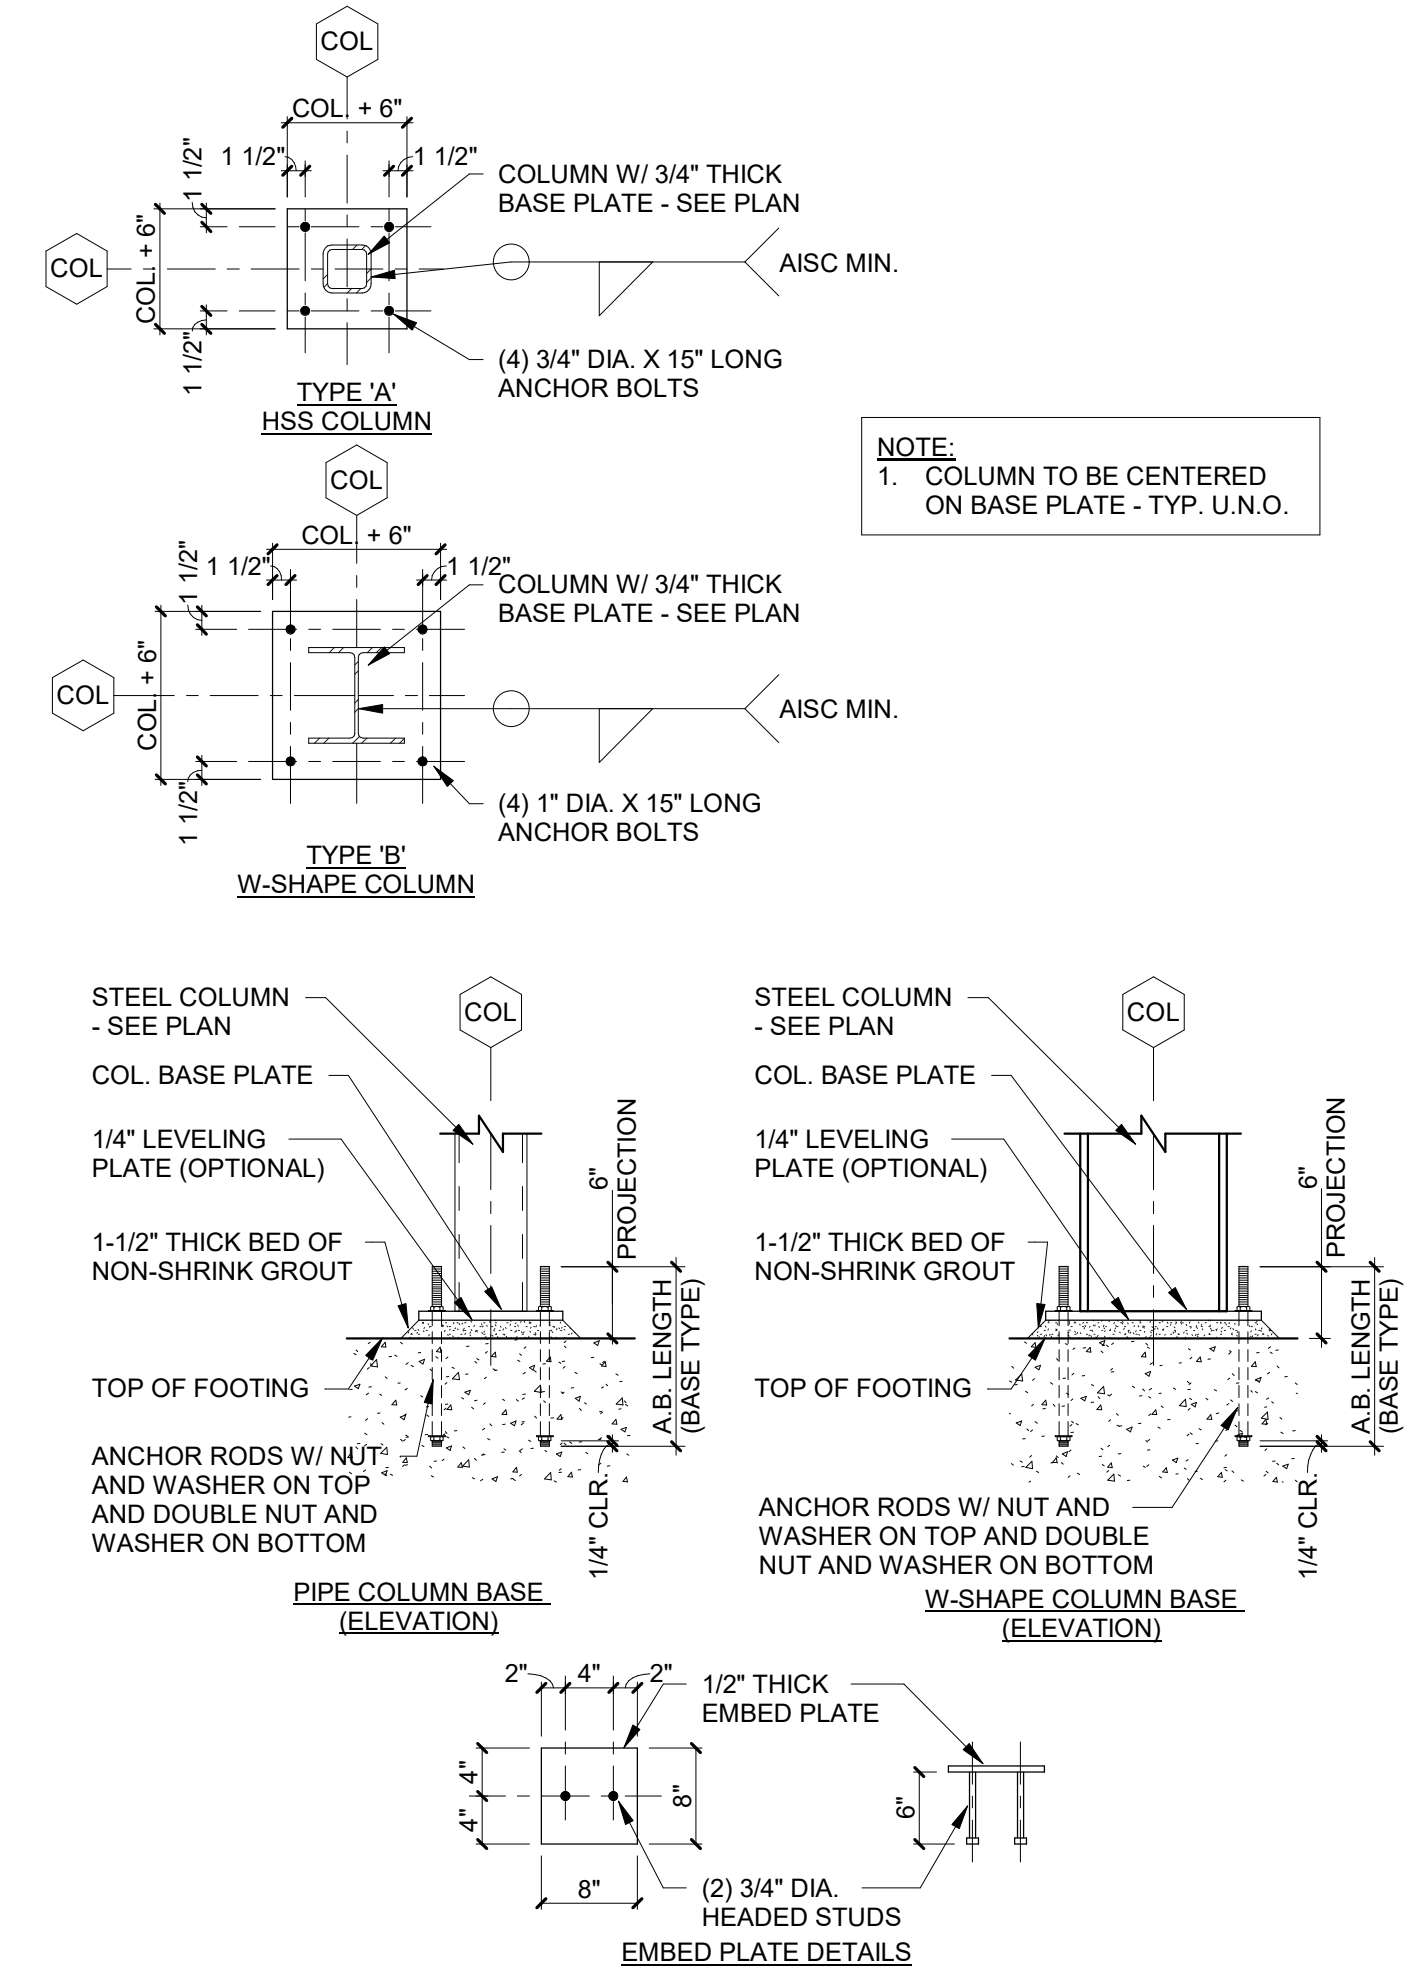 COL
COL. + 6"
1 1/2"
1 1/2"
1 1/2"
COLUMN W/ 3/4" THICK
BASE PLATE - SEE PLAN
COL
COL. + 6"
AISC MIN.
1 1/2"
(4) 3/4" DIA. X 15" LONG
ANCHOR BOLTS
TYPE 'A'
HSS COLUMN
NOTE:
1. COLUMN TO BE CENTERED
ON BASE PLATE - TYP. U.N.O.
COL
COL. + 6"
1 1/2"
1 1/2"
1 1/2"
COLUMN W/ 3/4" THICK
BASE PLATE - SEE PLAN
COL
COL. + 6"
AISC MIN.
1 1/2"
(4) 1" DIA. X 15" LONG
ANCHOR BOLTS
TYPE 'B'
W-SHAPE COLUMN
STEEL COLUMN
- SEE PLAN
COL
COL. BASE PLATE
1/4" LEVELING
PLATE (OPTIONAL)
6"
PROJECTION
1-1/2" THICK BED OF
NON-SHRINK GROUT
A.B. LENGTH
(BASE TYPE)
TOP OF FOOTING
ANCHOR RODS W/ NUT
AND WASHER ON TOP
AND DOUBLE NUT AND
WASHER ON BOTTOM
1/4" CLR.
PIPE COLUMN BASE
(ELEVATION)
STEEL COLUMN
- SEE PLAN
COL
COL. BASE PLATE
1/4" LEVELING
PLATE (OPTIONAL)
6"
PROJECTION
1-1/2" THICK BED OF
NON-SHRINK GROUT
A.B. LENGTH
(BASE TYPE)
TOP OF FOOTING
ANCHOR RODS W/ NUT AND
WASHER ON TOP AND DOUBLE
NUT AND WASHER ON BOTTOM
1/4" CLR.
W-SHAPE COLUMN BASE
(ELEVATION)
2"
4"
2"
1/2" THICK
EMBED PLATE
4"
4"
8"
6"
8"
(2) 3/4" DIA.
HEADED STUDS
EMBED PLATE DETAILS